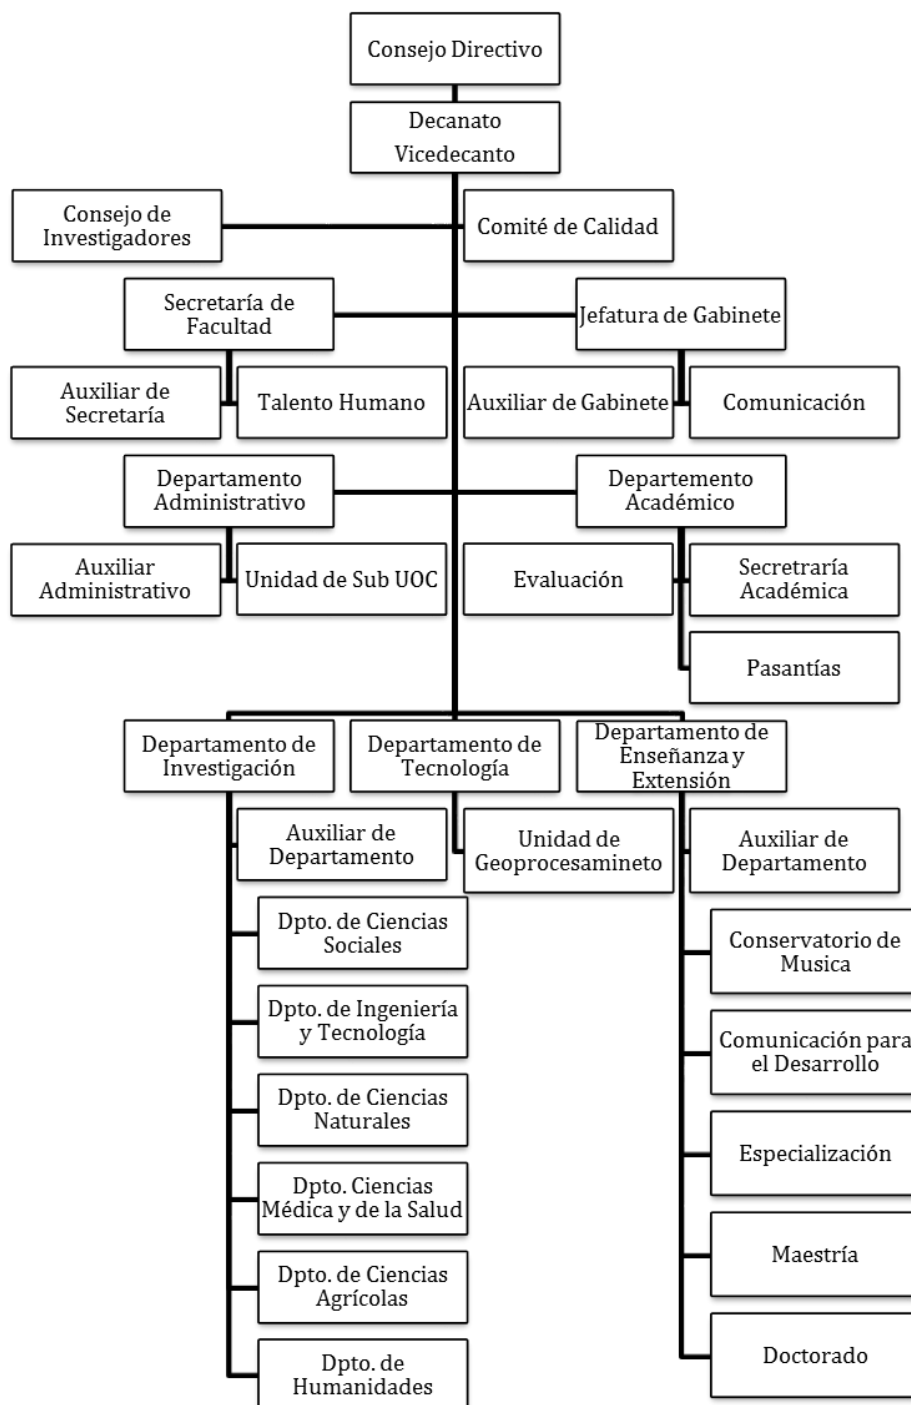 Consejo Directivo
Decanato
Vicedecanto
Consejo de
Investigadores
Comité de Calidad
Secretaría de
Facultad
Jefatura de Gabinete
Auxiliar de
Secretaría
Talento Humano
Auxiliar de Gabinete
Comunicación
Departamento
Administrativo
Departemento
Académico
Auxiliar
Administrativo
Unidad de Sub UOC
Evaluación
Secretraría
Académica
Pasantías
Departamento de
Investigación
Departamento de
Tecnología
Departamento de
Enseñanza y
Extensión
Auxiliar de
Departamento
Unidad de
Geoprocesamineto
Auxiliar de
Departamento
Dpto. de Ciencias
Sociales
Conservatorio de
Musica
Dpto. de Ingeniería
y Tecnología
Comunicación para
el Desarrollo
Dpto. de Ciencias
Naturales
Especialización
Dpto. Ciencias
Médica y de la Salud
Maestría
Dpto. de Ciencias
Agrícolas
Doctorado
Dpto. de
Humanidades